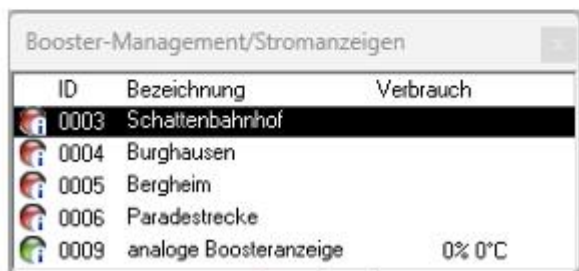 Booster-Management/Stromanzeigen
ID Bezeichnung Verbrauch
0003 Schattenbahnhof
0004 Burghausen
0005 Bergheim
0006 Paradestrecke
0009 analoge Boosteranzeige 0% 0°C